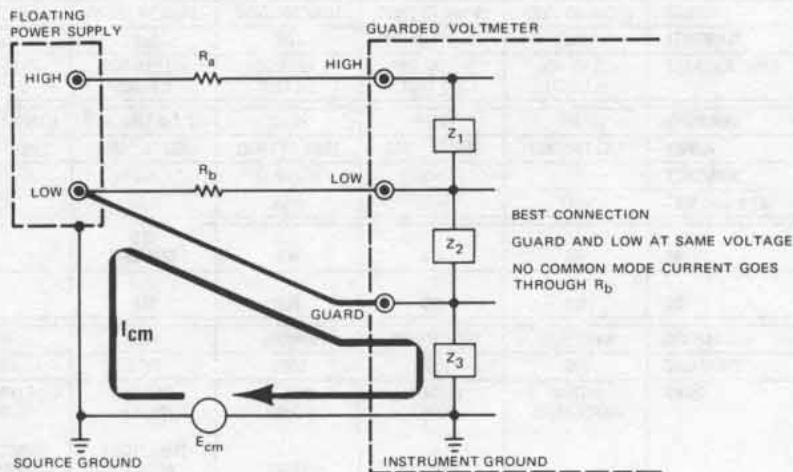 FLOATING
POWER SUPPLY
GUARDED VOLTMETER
HIGH
Ra
HIGH
Z1
LOW
Rb
LOW
BEST CONNECTION
GUARD AND LOW AT SAME VOLTAGE
NO COMMON MODE CURRENT GOES
THROUGH Rb
Z2
GUARD
Icm
Z3
Ecm
SOURCE GROUND
INSTRUMENT GROUND